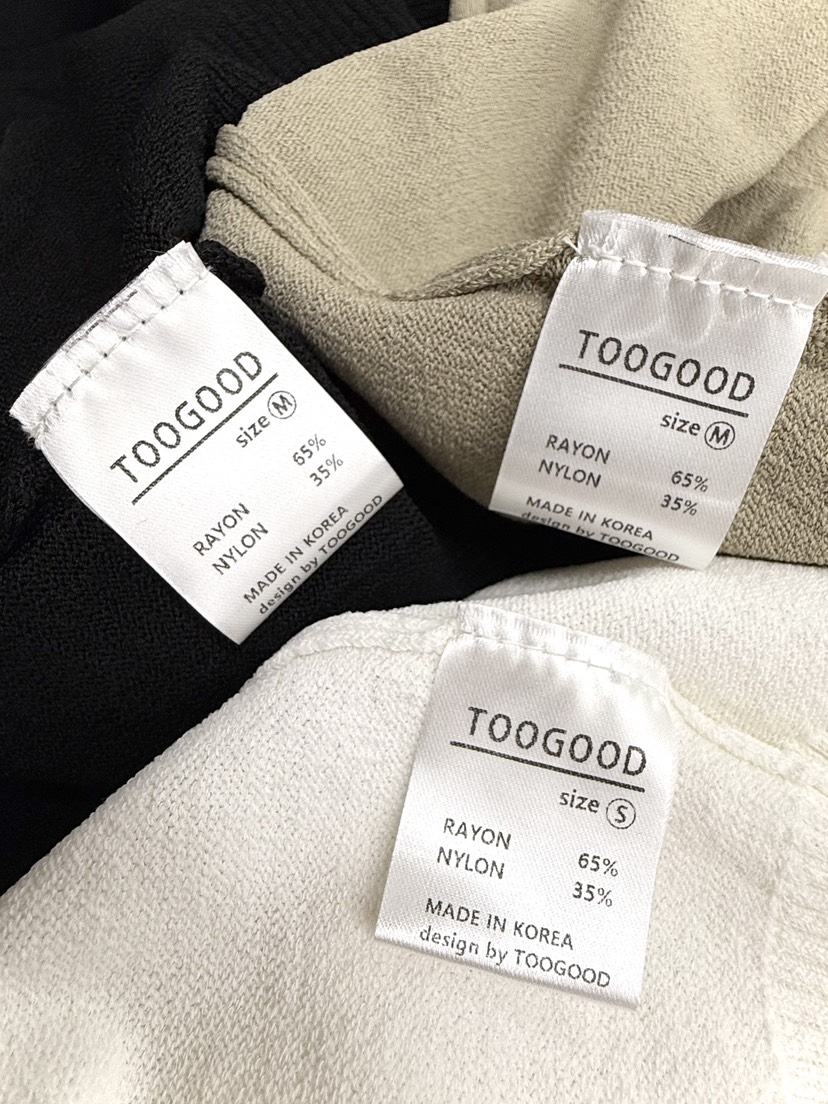 TOOGOOD
size M
RAYON 65%
NYLON 35%
MADE IN KOREA
design by TOOGOOD
TOOGOOD
size M
RAYON 65%
NYLON 35%
MADE IN KOREA
design by TOOGOOD
TOOGOOD
size S
RAYON 65%
NYLON 35%
MADE IN KOREA
design by TOOGOOD